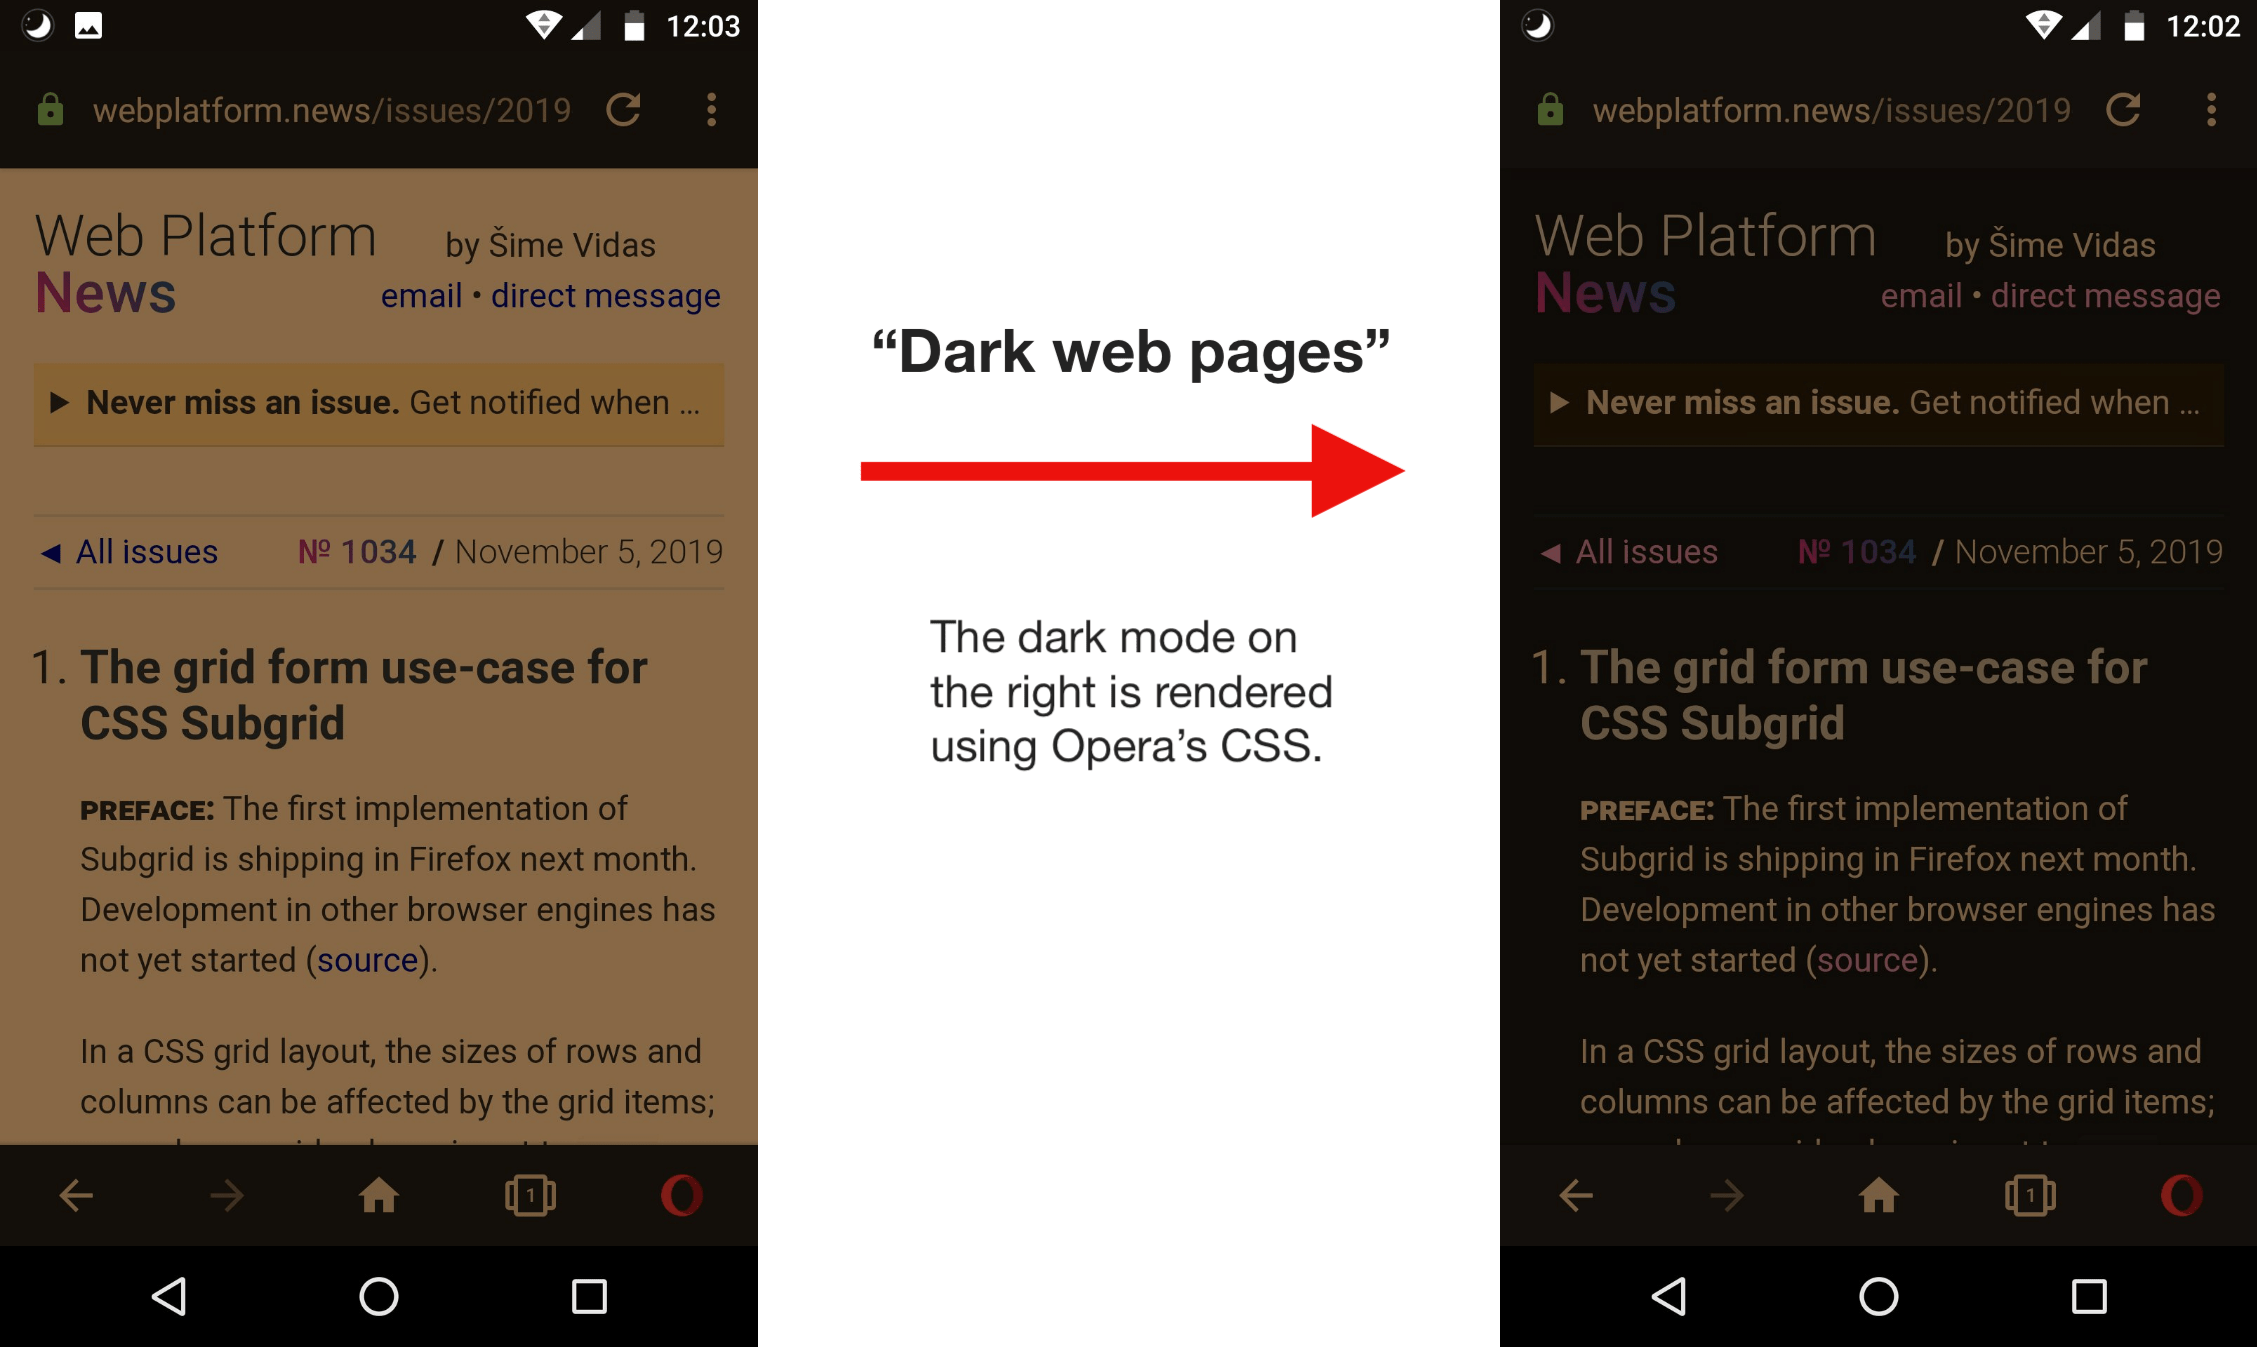 12:03
webplatform.news/issues/2019
Web Platform
News
by Šime Vidas
email • direct message
▶ Never miss an issue. Get notified when ...
◀ All issues
№ 1034 / November 5, 2019
1. The grid form use-case for
CSS Subgrid
PREFACE: The first implementation of
Subgrid is shipping in Firefox next month.
Development in other browser engines has
not yet started (source).
In a CSS grid layout, the sizes of rows and
columns can be affected by the grid items;
1
“Dark web pages”
The dark mode on
the right is rendered
using Opera’s CSS.
12:02
webplatform.news/issues/2019
Web Platform
News
by Šime Vidas
email • direct message
▶ Never miss an issue. Get notified when ...
◀ All issues
№ 1034 / November 5, 2019
1. The grid form use-case for
CSS Subgrid
PREFACE: The first implementation of
Subgrid is shipping in Firefox next month.
Development in other browser engines has
not yet started (source).
In a CSS grid layout, the sizes of rows and
columns can be affected by the grid items;
1